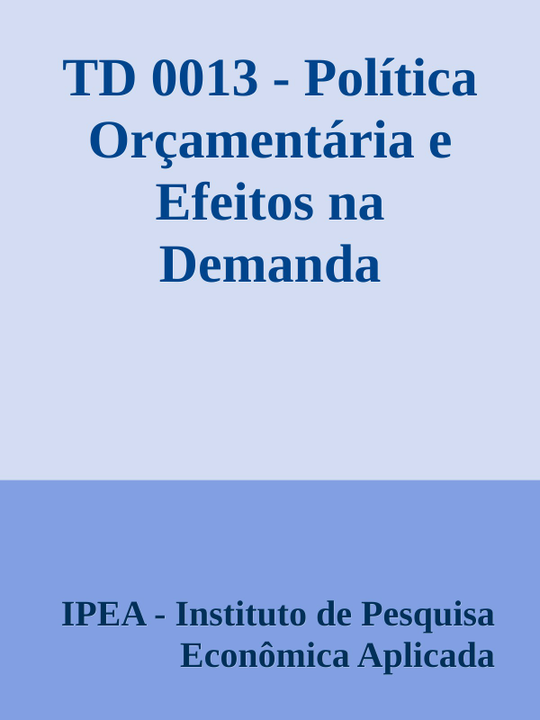 TD 0013 - Política
Orçamentária e
Efeitos na
Demanda
IPEA - Instituto de Pesquisa
Econômica Aplicada